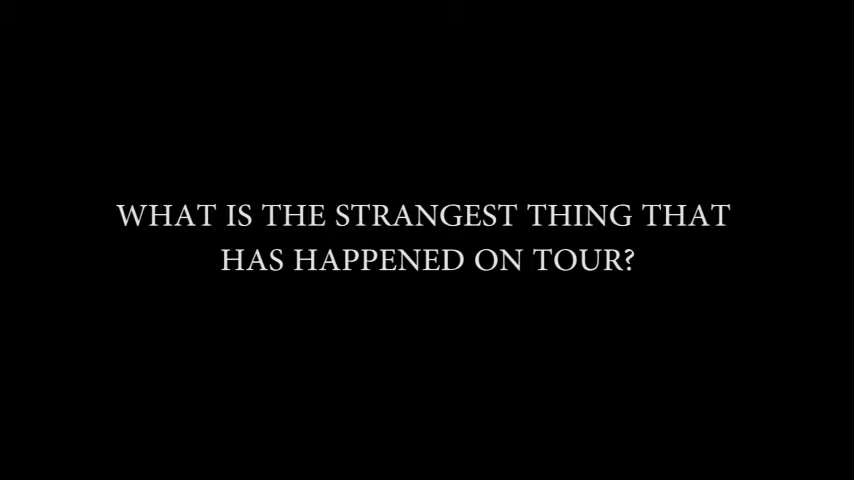 WHAT IS THE STRANGEST THING THAT
HAS HAPPENED ON TOUR?